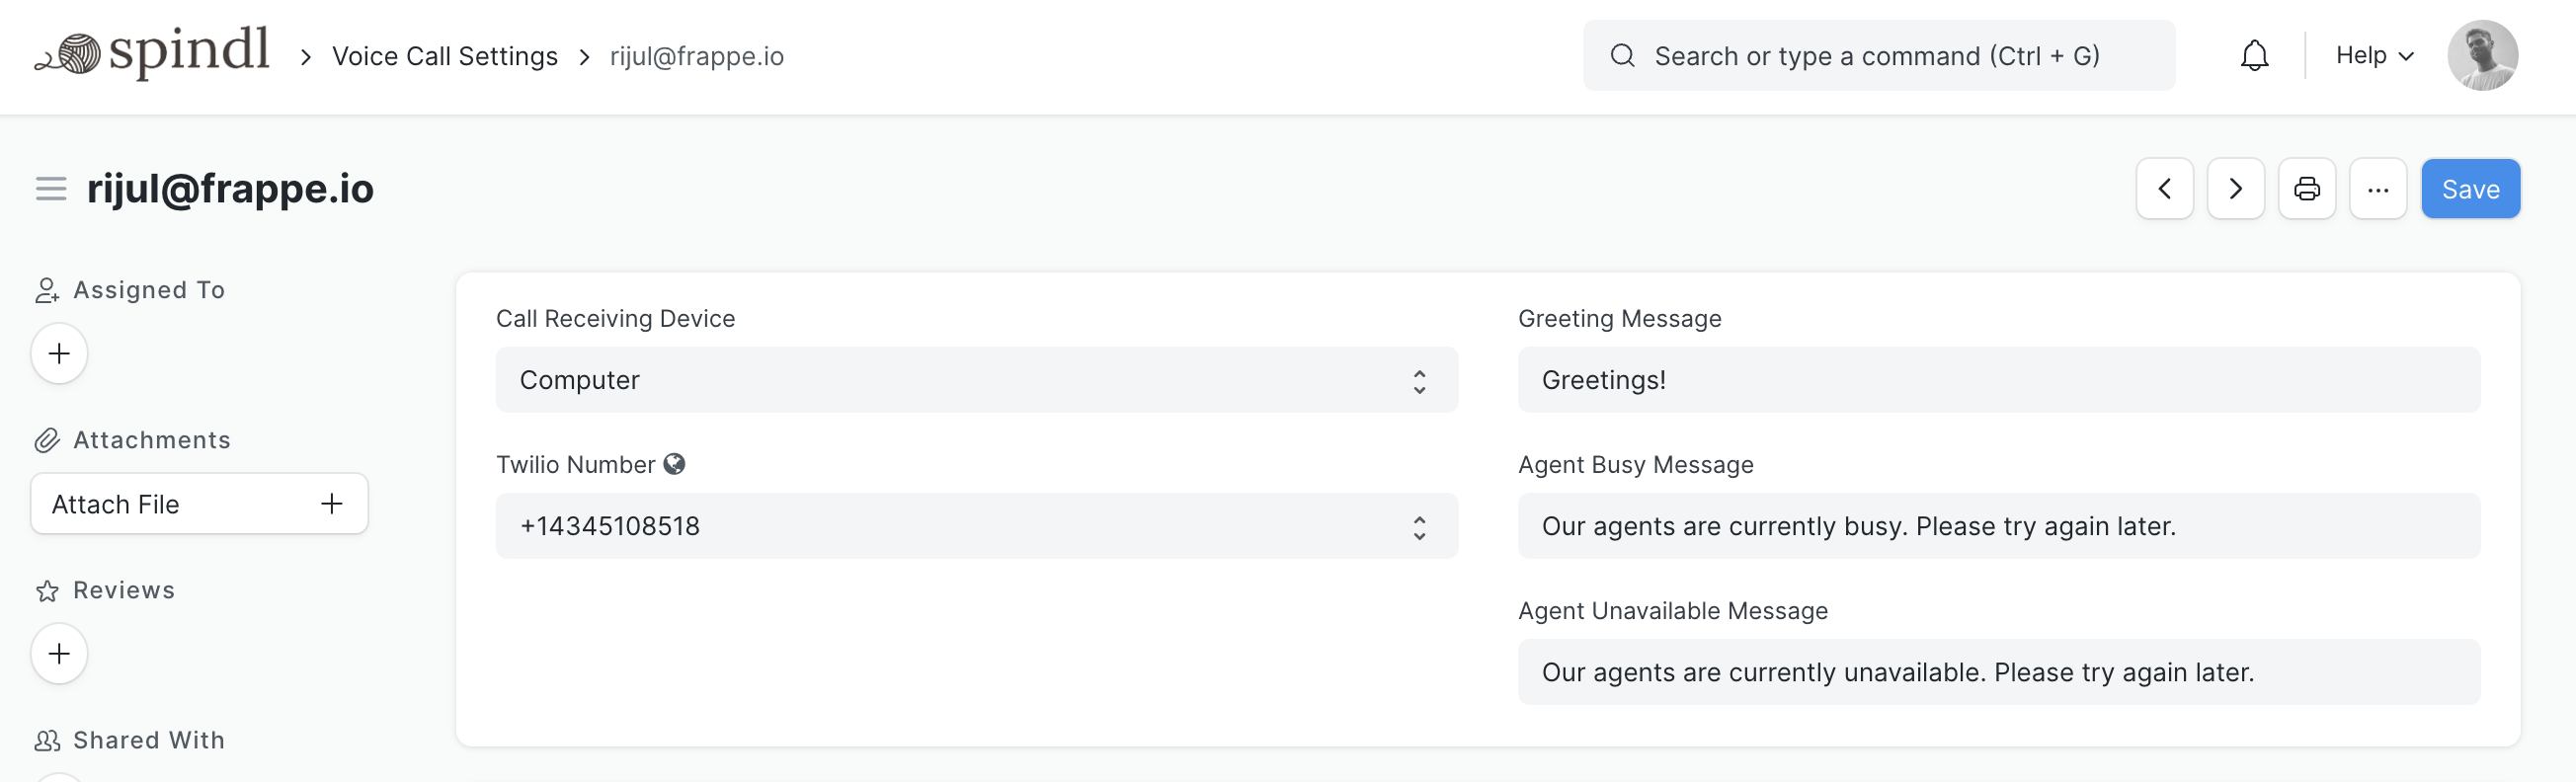 spindl > Voice Call Settings > rijul@frappe.io
Search or type a command (Ctrl + G)
Help
rijul@frappe.io
Save
Assigned To
Attachments
Attach File
Reviews
Shared With
Call Receiving Device
Computer
Twilio Number
+14345108518
Greeting Message
Greetings!
Agent Busy Message
Our agents are currently busy. Please try again later.
Agent Unavailable Message
Our agents are currently unavailable. Please try again later.